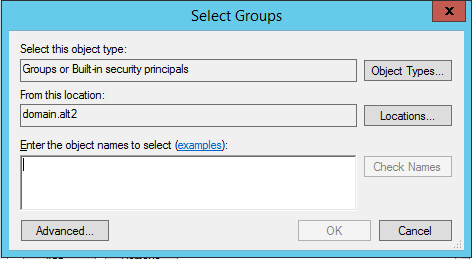 Select Groups
x
Select this object type:
Groups or Built-in security principals
Object Types...
From this location:
domain.alt2
Locations...
Enter the object names to select (examples):
Check Names
Advanced...
OK
Cancel